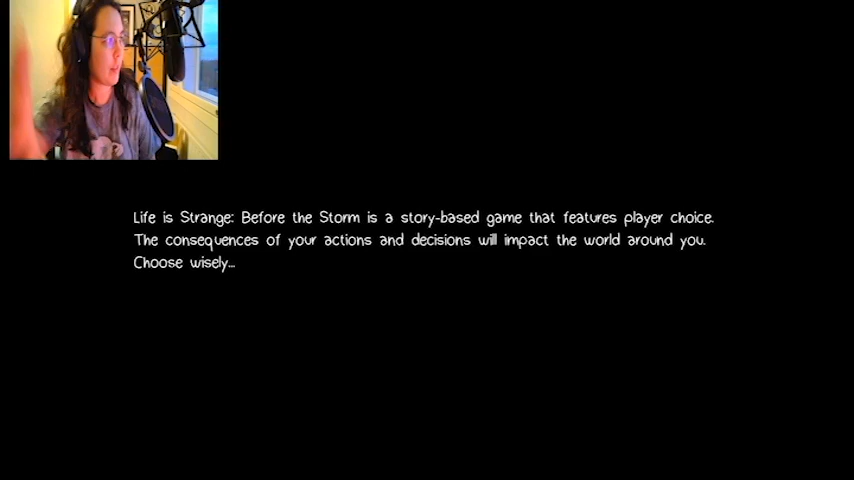 Life is Strange: Before the Storm is a story-based game that features player choice.
The consequences of your actions and decisions will impact the world around you.
Choose wisely...